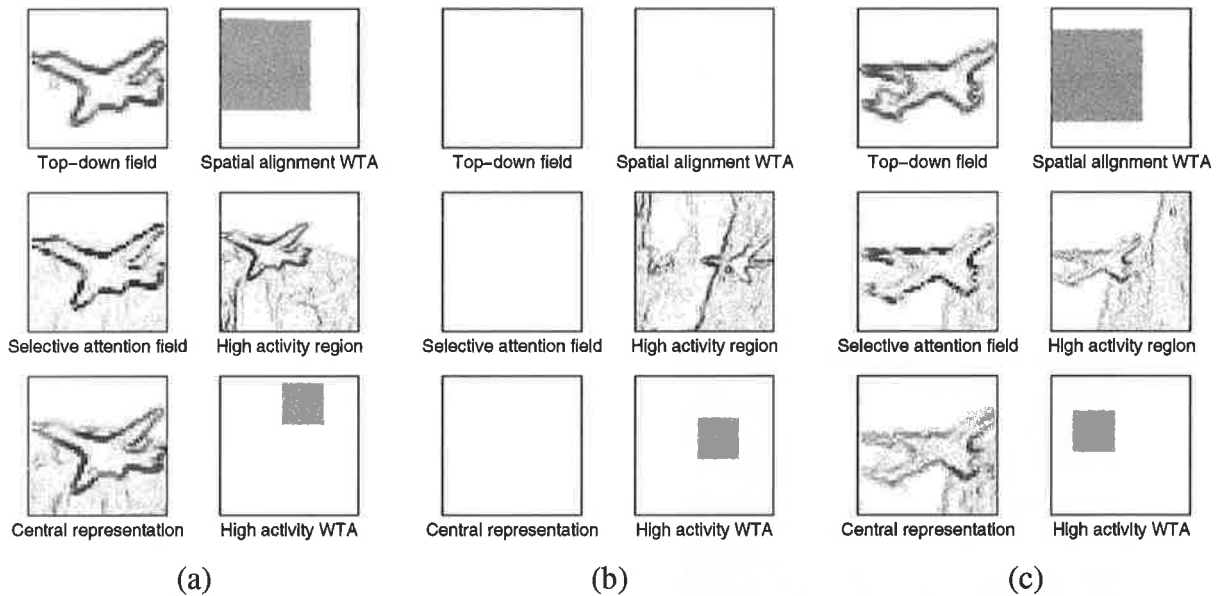 Top–down field Spatial alignment WTA Top–down field Spatial alignment WTA Top–down field Spatial alignment WTA
Selective attention field High activity region Selective attention field High activity region Selective attention field High activity region
Central representation High activity WTA Central representation High activity WTA Central representation High activity WTA
(a) (b) (c)